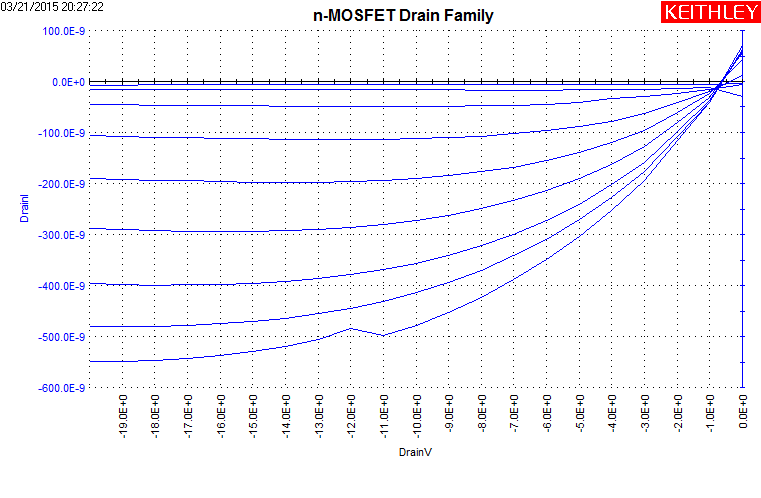 03/21/2015 20:27:22
n-MOSFET Drain Family
KEITHLEY
100.0E-9
0.0E+0
-100.0E-9
-200.0E-9
-300.0E-9
-400.0E-9
-500.0E-9
-600.0E-9
DrainI
-19.0E+0
-18.0E+0
-17.0E+0
-16.0E+0
-15.0E+0
-14.0E+0
-13.0E+0
-12.0E+0
-11.0E+0
-10.0E+0
-9.0E+0
-8.0E+0
-7.0E+0
-6.0E+0
-5.0E+0
-4.0E+0
-3.0E+0
-2.0E+0
-1.0E+0
0.0E+0
DrainV